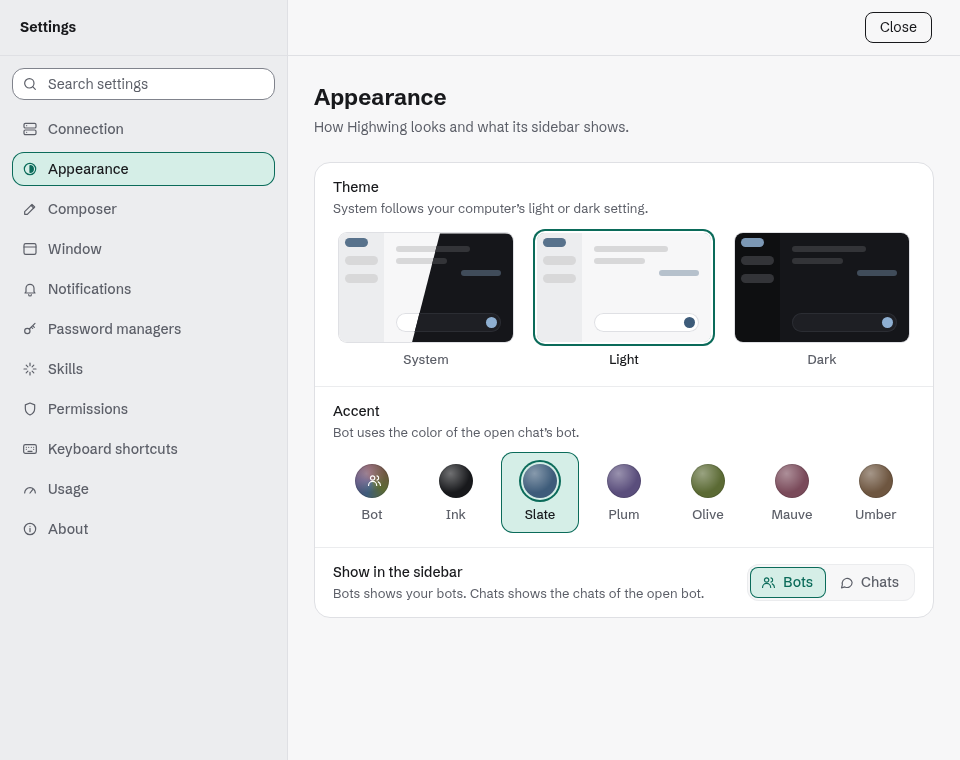 Settings
Close
Search settings
Connection
Appearance
Composer
Window
Notifications
Password managers
Skills
Permissions
Keyboard shortcuts
Usage
About
Appearance
How Highwing looks and what its sidebar shows.
Theme
System follows your computer's light or dark setting.
System
Light
Dark
Accent
Bot uses the color of the open chat's bot.
Bot
Ink
Slate
Plum
Olive
Mauve
Umber
Show in the sidebar
Bots shows your bots. Chats shows the chats of the open bot.
Bots
Chats